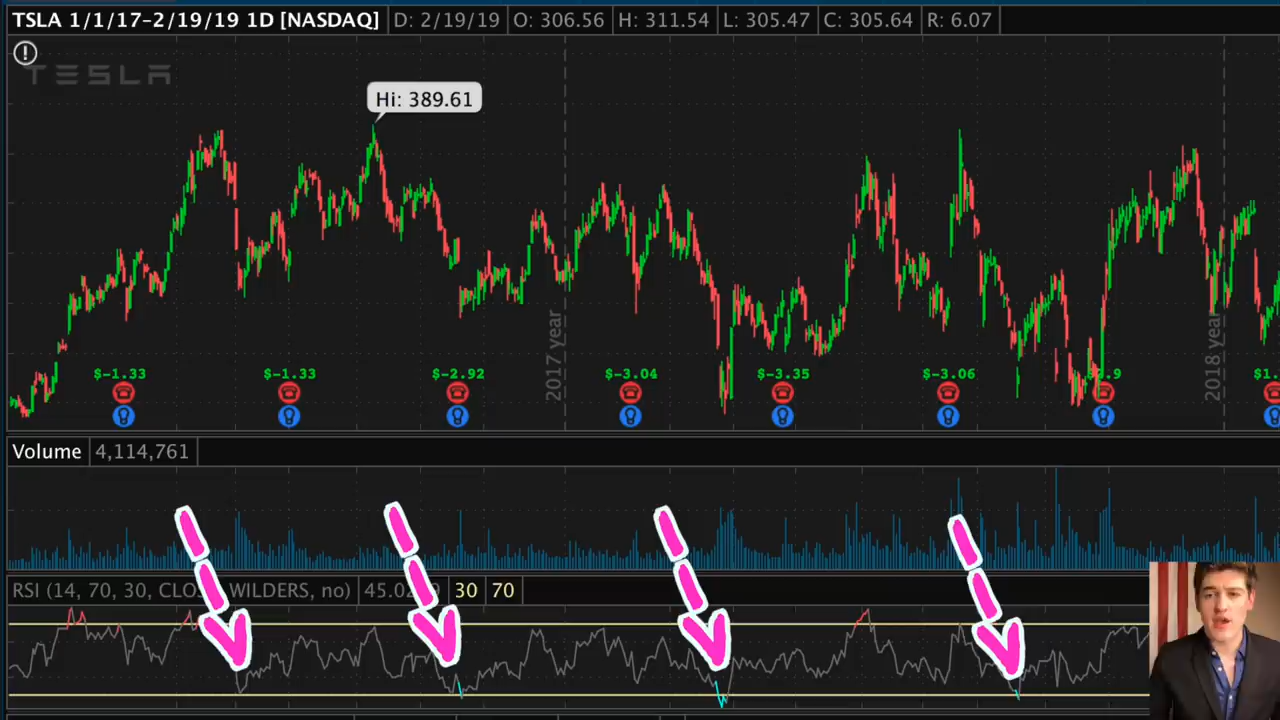 TSLA 1/1/17-2/19/19 1D [NASDAQ] D: 2/19/19 O: 306.56 H: 311.54 L: 305.47 C: 305.64 R: 6.07
TESLA
Hi: 389.61
2017 year
2018 year
$-1.33 $-1.33 $-2.92 $-3.04 $-3.35 $-3.06
Volume 4,114,761
RSI (14, 70, 30, WILDERS, no) 30 70